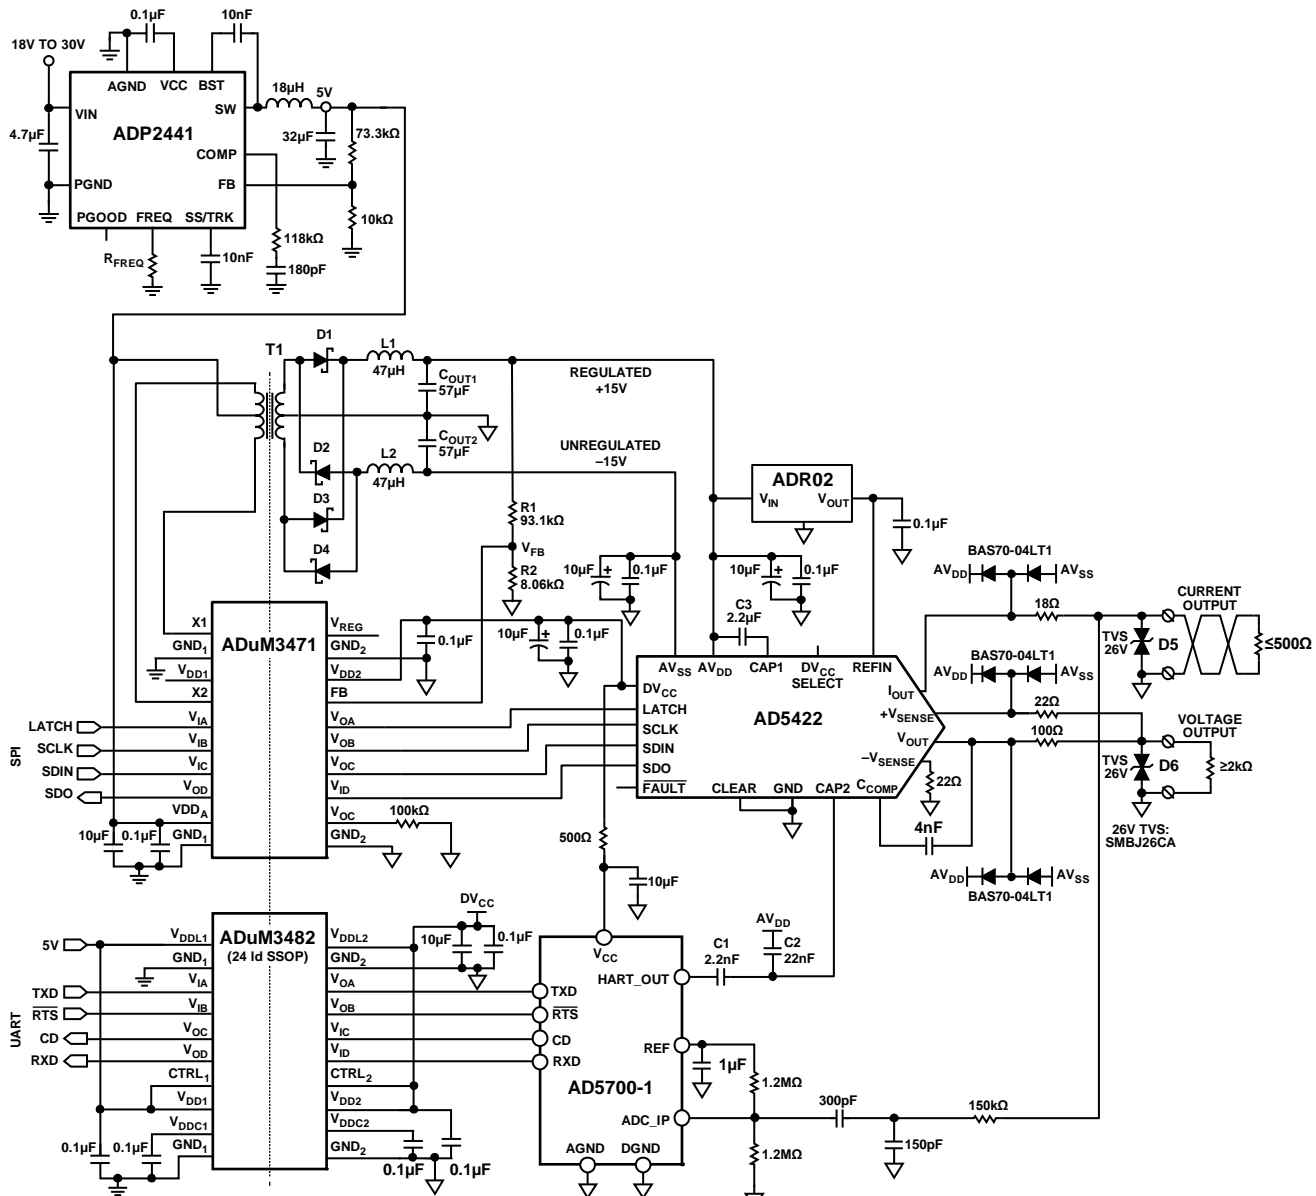 0.1µF
10nF
18V TO 30V
AGND
VCC
BST
VIN
SW
18µH
5V
ADP2441
4.7µF
COMP
32µF
73.3kΩ
PGND
FB
PGOOD
FREQ
SS/TRK
10kΩ
RFREQ
10nF
118kΩ
180pF
T1
D1
L1
47µH
COUT1
57µF
REGULATED
+15V
COUT2
57µF
D2
L2
47µH
UNREGULATED
–15V
D3
D4
R1
93.1kΩ
VFB
R2
8.06kΩ
ADR02
VIN
VOUT
0.1µF
10µF
+
0.1µF
10µF
+
0.1µF
C3
2.2µF
BAS70-04LT1
AVDD
AVSS
18Ω
CURRENT
OUTPUT
TVS
26V
D5
≤500Ω
BAS70-04LT1
AVDD
AVSS
22Ω
100Ω
VOLTAGE
OUTPUT
TVS
26V
D6
≥2kΩ
26V TVS:
SMBJ26CA
BAS70-04LT1
AVDD
AVSS
ADuM3471
X1
GND1
VDD1
X2
VIA
VIB
VIC
VOD
VDDA
GND1
VREG
GND2
VDD2
FB
VOA
VOB
VOC
VID
VOC
GND2
0.1µF
10µF
+
0.1µF
SPI
LATCH
SCLK
SDIN
SDO
10µF
0.1µF
100kΩ
AVSS
AVDD
CAP1
DVCC
SELECT
REFIN
DVCC
LATCH
SCLK
SDIN
SDO
FAULT
AD5422
IOUT
+VSENSE
VOUT
–VSENSE
CLEAR
GND
CAP2
CCOMP
22Ω
4nF
500Ω
10µF
ADuM3482
(24 ld SSOP)
VDDL1
GND1
VIA
VIB
VOC
VOD
CTRL1
VDD1
VDDC1
GND1
VDDL2
GND2
VOA
VOB
VIC
VID
CTRL2
VDD2
VDDC2
GND2
5V
UART
TXD
RTS
CD
RXD
0.1µF
0.1µF
DVCC
10µF
0.1µF
0.1µF
0.1µF
VCC
TXD
RTS
CD
RXD
HART_OUT
REF
AD5700-1
ADC_IP
AGND
DGND
C1
2.2nF
AVDD
C2
22nF
1µF
1.2MΩ
1.2MΩ
300pF
150pF
150kΩ